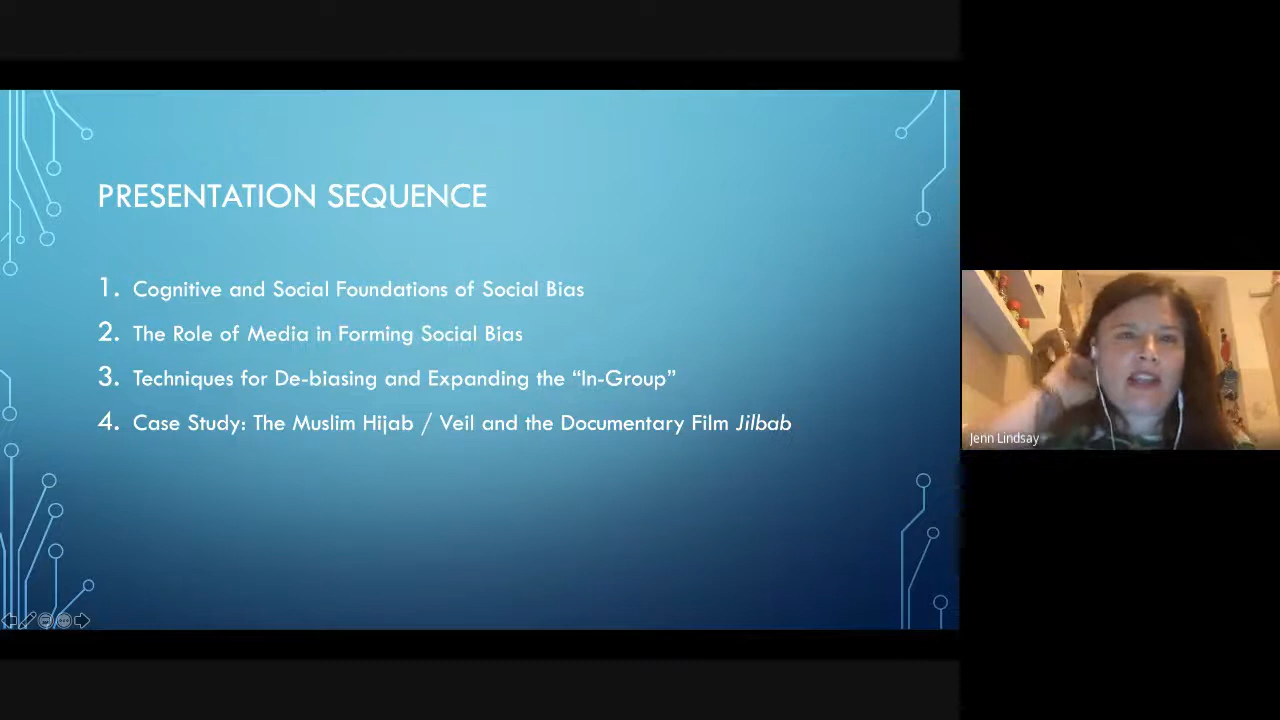 PRESENTATION SEQUENCE
1. Cognitive and Social Foundations of Social Bias
2. The Role of Media in Forming Social Bias
3. Techniques for De-biasing and Expanding the “In-Group”
4. Case Study: The Muslim Hijab / Veil and the Documentary Film Jilbab
Jenn Lindsay